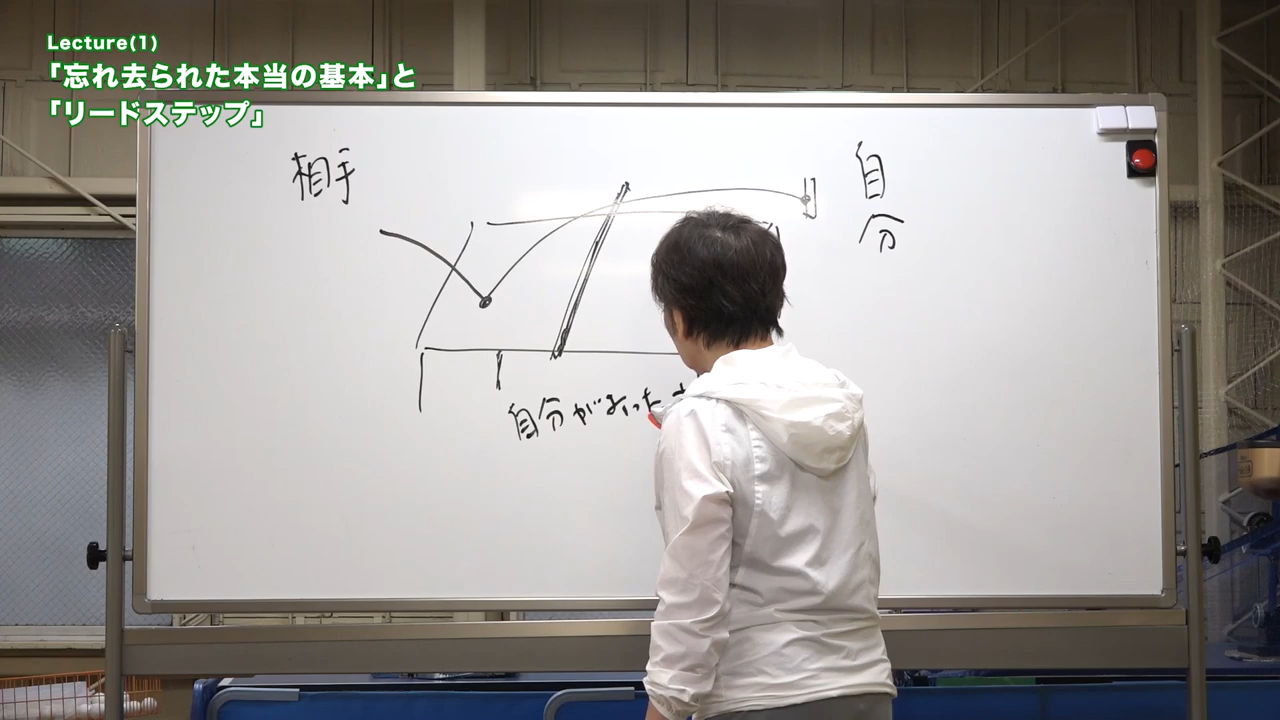 Lecture(1)
「忘れ去られた本当の基本」と
「リードステップ」
相手
自
分
自分が